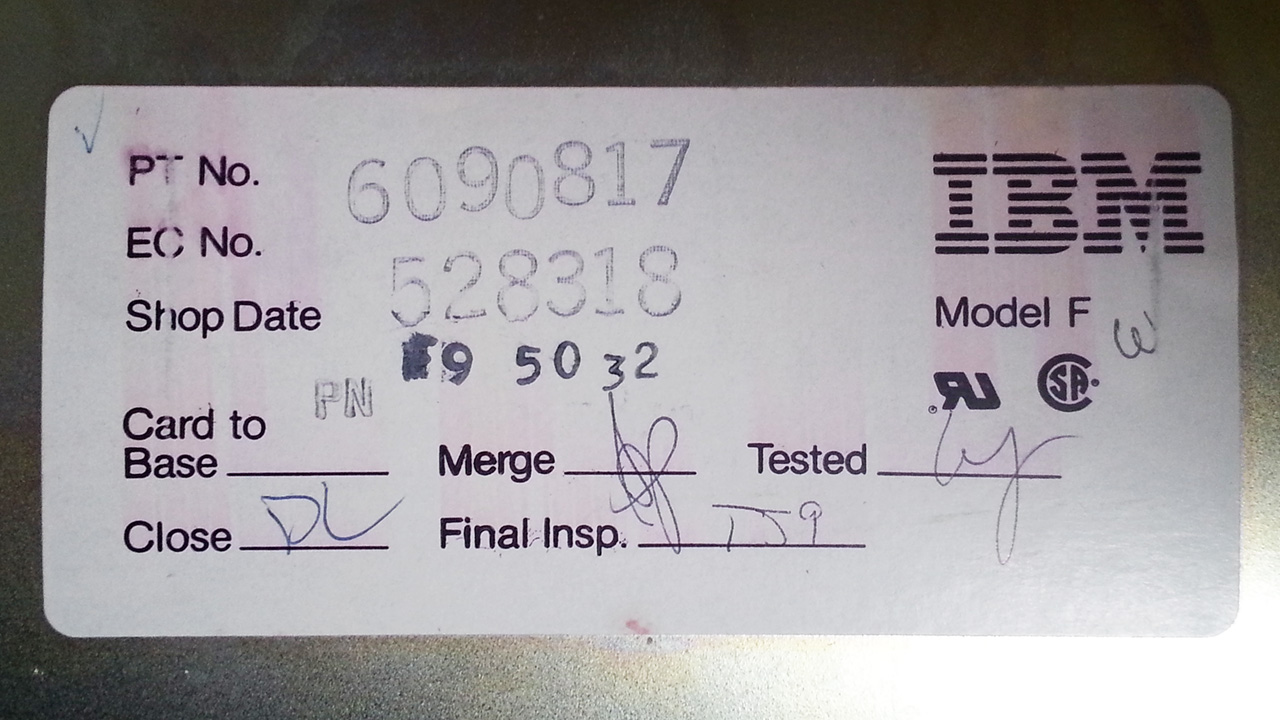 PT No. 6090817
IBM
EC No. 528318
Shop Date
Model F
9 50 32
PN
Card to
Base
Merge
Tested
Close DL
Final Insp.